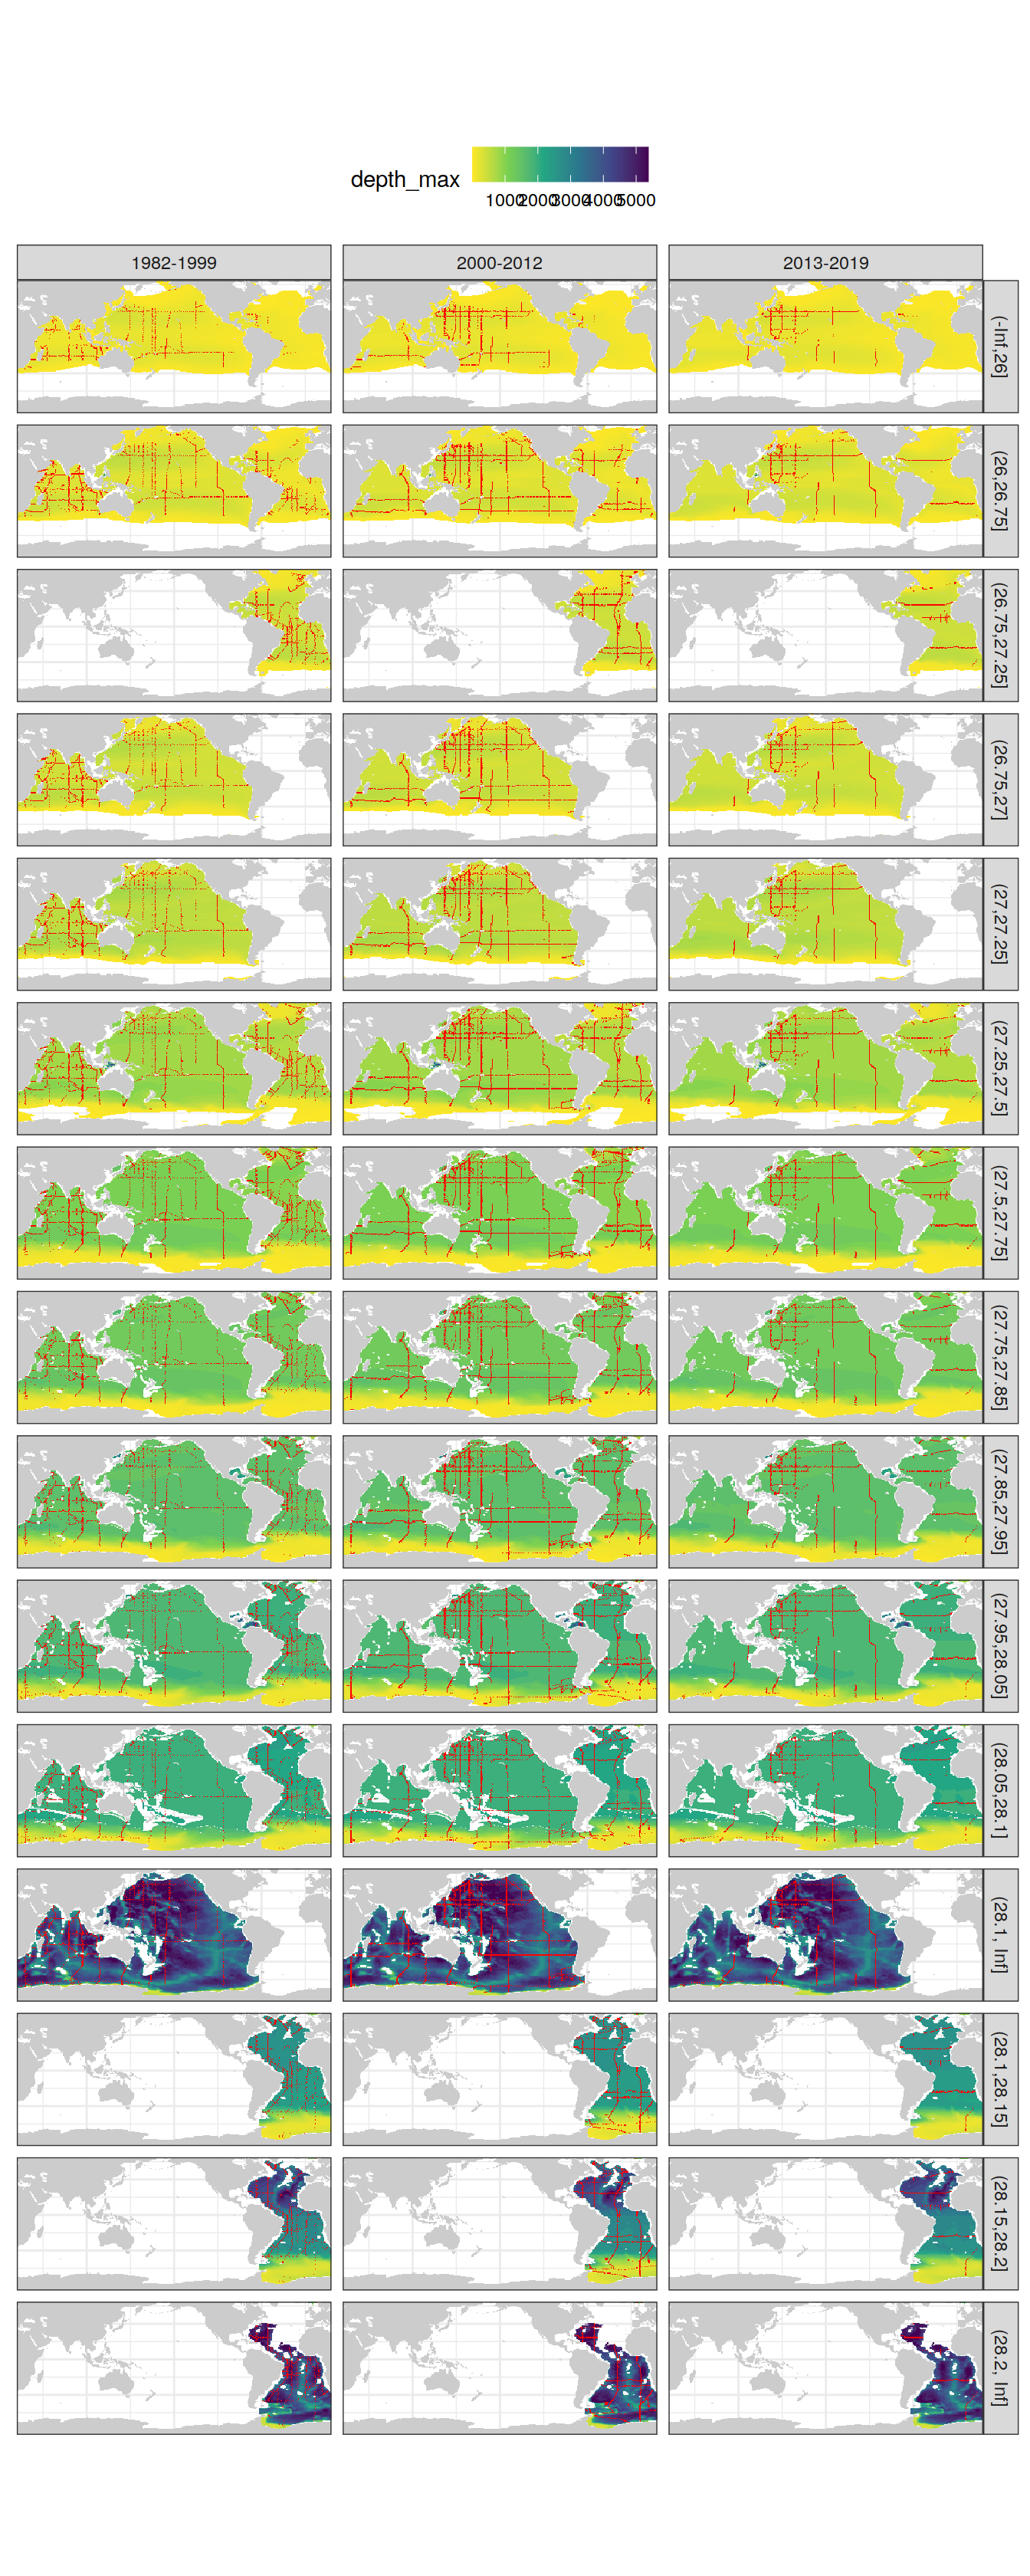 depth_max
1000 2000 3000 4000 5000
1982-1999 2000-2012 2013-2019
(-Inf,26]
(26,26.75]
(26.75,27.25]
(26.75,27]
(27,27.25]
(27.25,27.5]
(27.5,27.75]
(27.75,27.85]
(27.85,27.95]
(27.95,28.05]
(28.05,28.1]
(28.1, Inf]
(28.1,28.15]
(28.15,28.2]
(28.2, Inf]